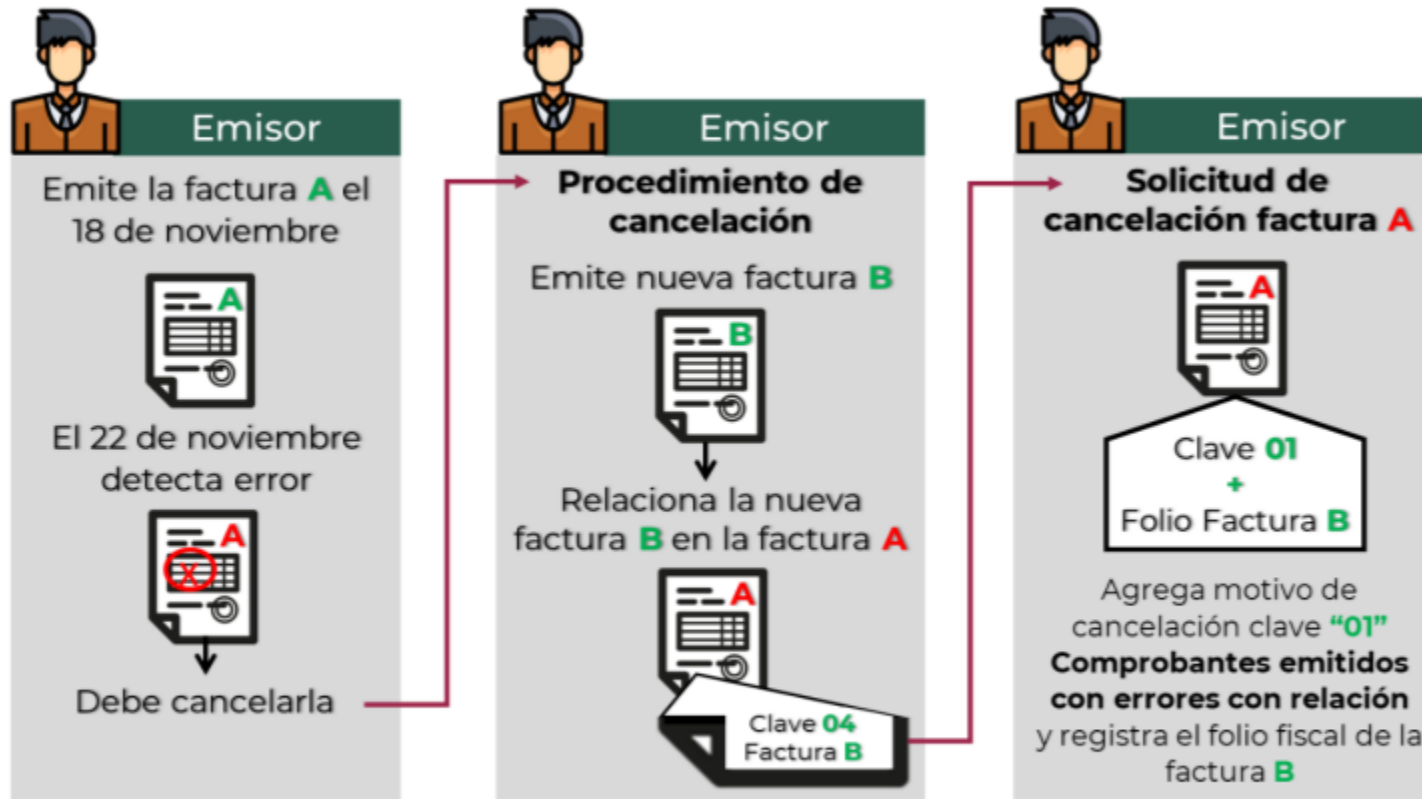 Emisor
Emite la factura A el
18 de noviembre
A
El 22 de noviembre
detecta error
A
X
Debe cancelarla
Emisor
Procedimiento de
cancelación
Emite nueva factura B
B
Relaciona la nueva
factura B en la factura A
A
Clave 04
Factura B
Emisor
Solicitud de
cancelación factura A
A
Clave 01
+
Folio Factura B
Agrega motivo de
cancelación clave “01”
Comprobantes emitidos
con errores con relación
y registra el folio fiscal de la
factura B